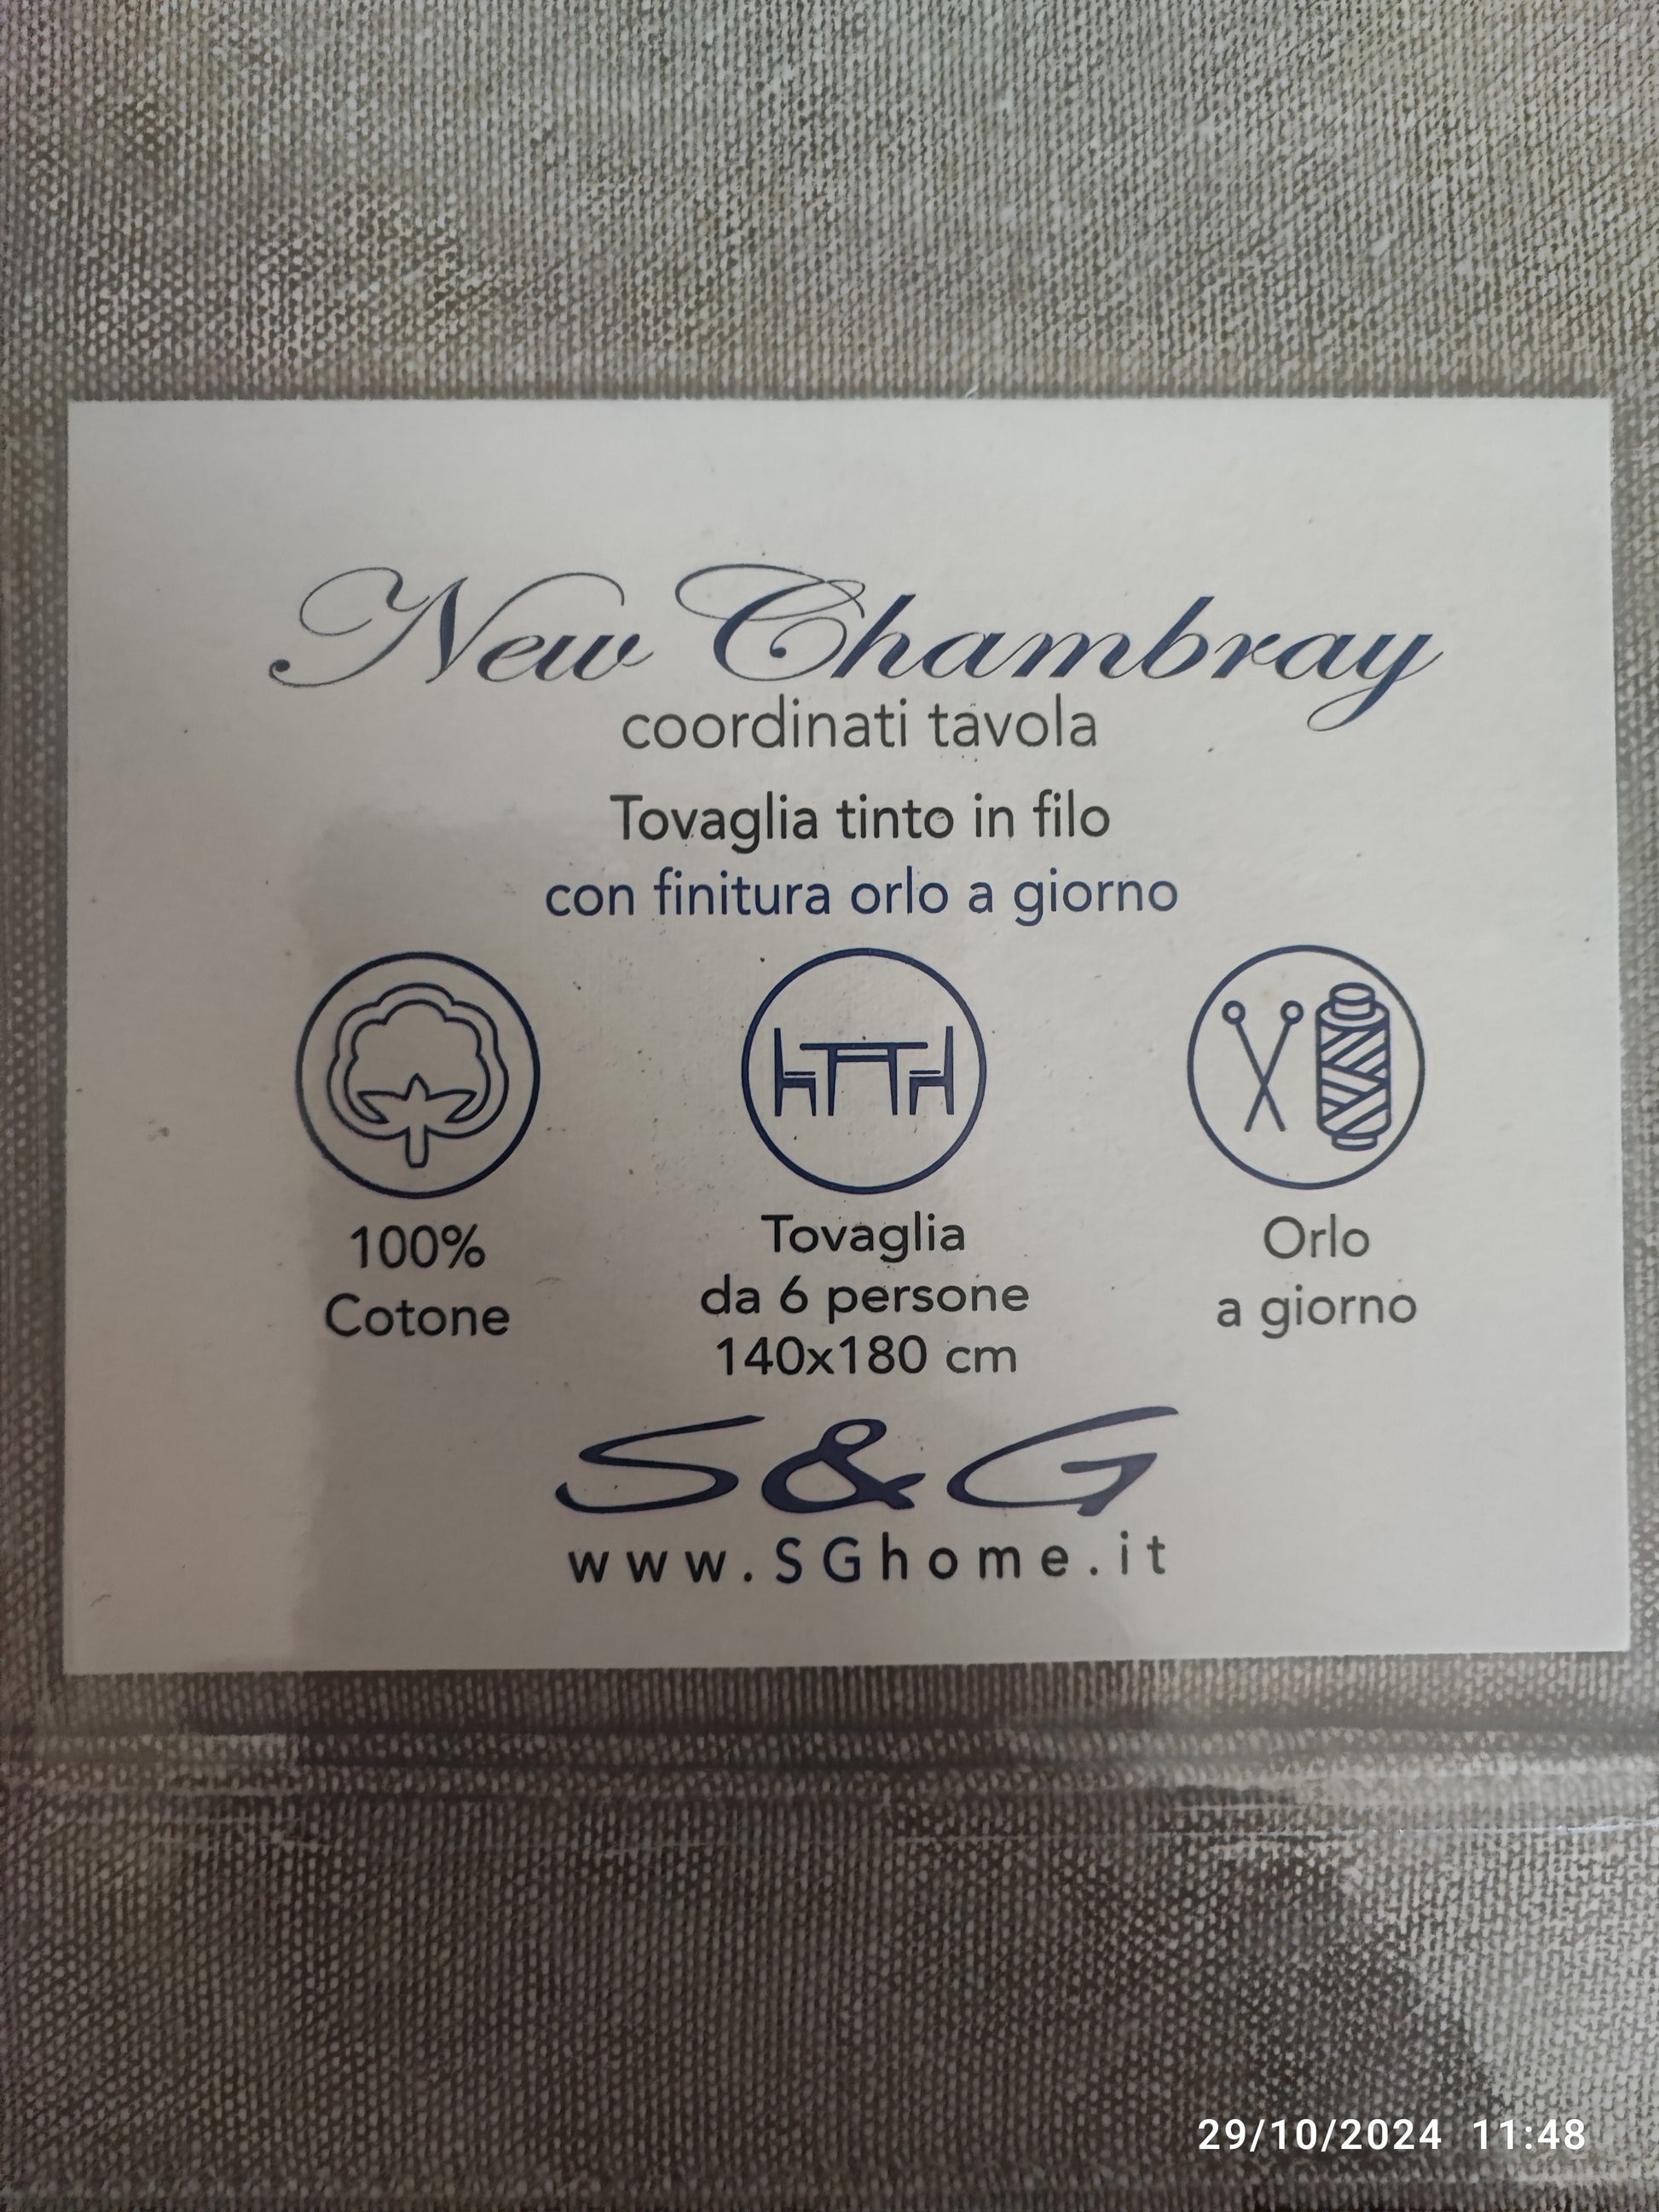 New Chambray
coordinati tavola
Tovaglia tinto in filo
con finitura orlo a giorno
100%
Cotone
Tovaglia
da 6 persone
140x180 cm
Orlo
a giorno
S&G
www.SGhome.it
29/10/2024 11:48